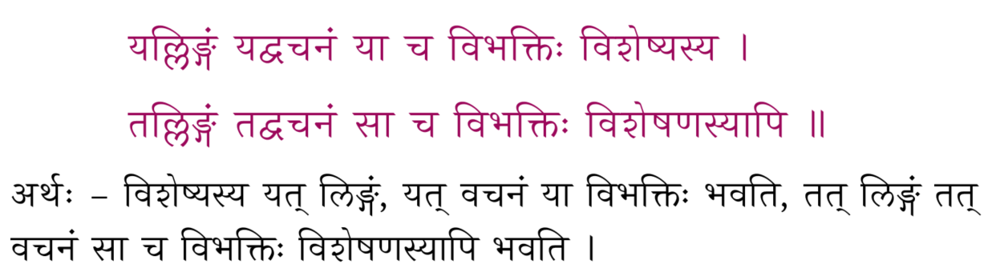 यल्लिङ्गं यद्वचनं या च विभक्तिः विशेष्यस्य ।
तल्लिङ्गं तद्वचनं सा च विभक्तिः विशेषणस्यापि ॥
अर्थः – विशेष्यस्य यत् लिङ्गं, यत् वचनं या विभक्तिः भवति, तत् लिङ्गं तत्
वचनं सा च विभक्तिः विशेषणस्यापि भवति ।